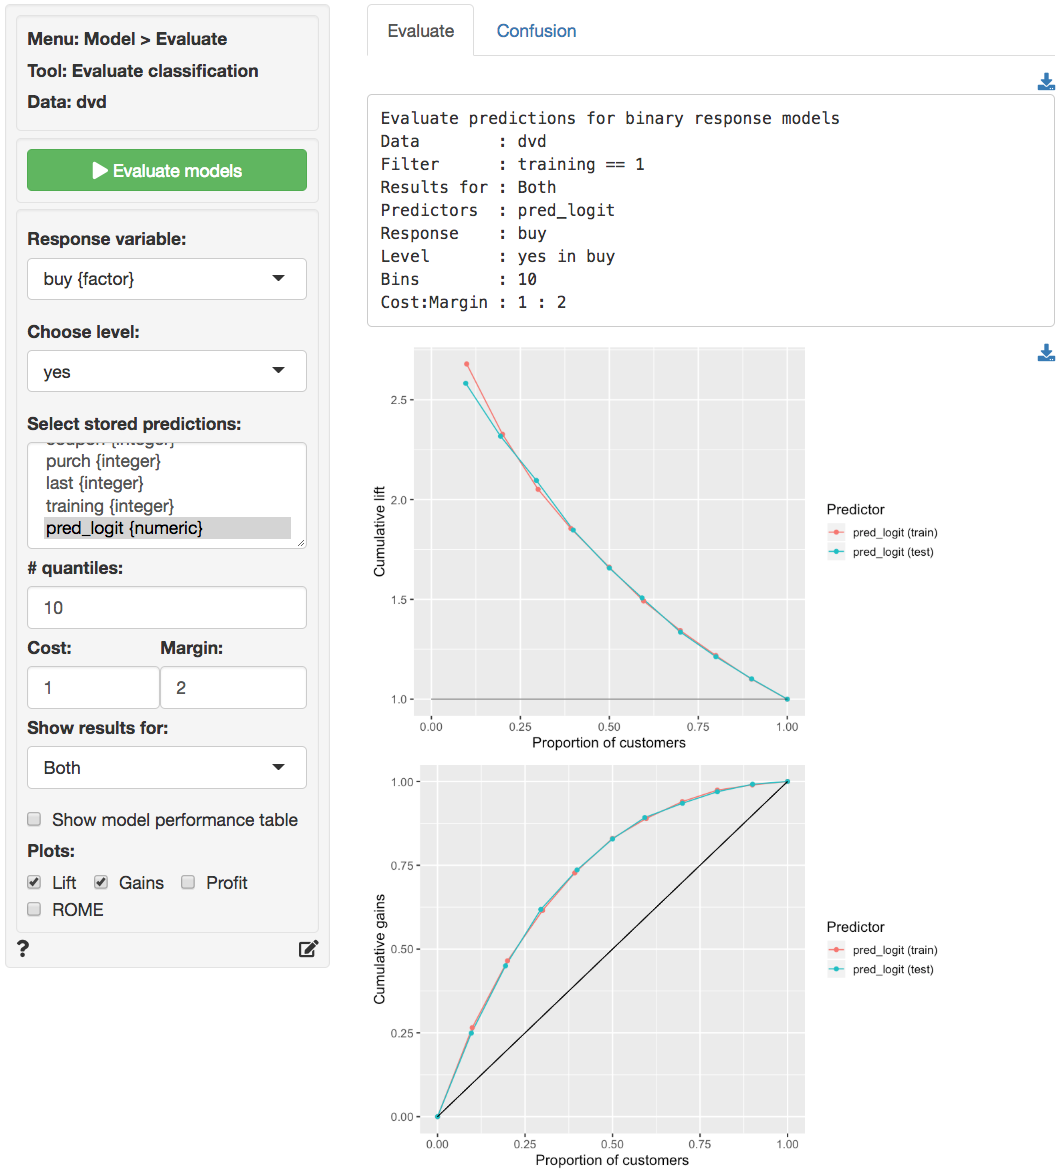 Menu: Model > Evaluate
Tool: Evaluate classification
Data: dvd
Evaluate models
Response variable:
buy {factor}
Choose level:
yes
Select stored predictions:
coupon {integer}
purch {integer}
last {integer}
training {integer}
pred_logit {numeric}
# quantiles:
10
Cost: Margin:
1 2
Show results for:
Both
Show model performance table
Plots:
Lift Gains Profit
ROME
?
Evaluate Confusion
Evaluate predictions for binary response models
Data : dvd
Filter : training == 1
Results for : Both
Predictors : pred_logit
Response : buy
Level : yes in buy
Bins : 10
Cost:Margin : 1 : 2
Cumulative lift
2.5
2.0
1.5
1.0
0.00 0.25 0.50 0.75 1.00
Proportion of customers
Predictor
pred_logit (train)
pred_logit (test)
Cumulative gains
1.00
0.75
0.50
0.25
0.00
0.00 0.25 0.50 0.75 1.00
Proportion of customers
Predictor
pred_logit (train)
pred_logit (test)